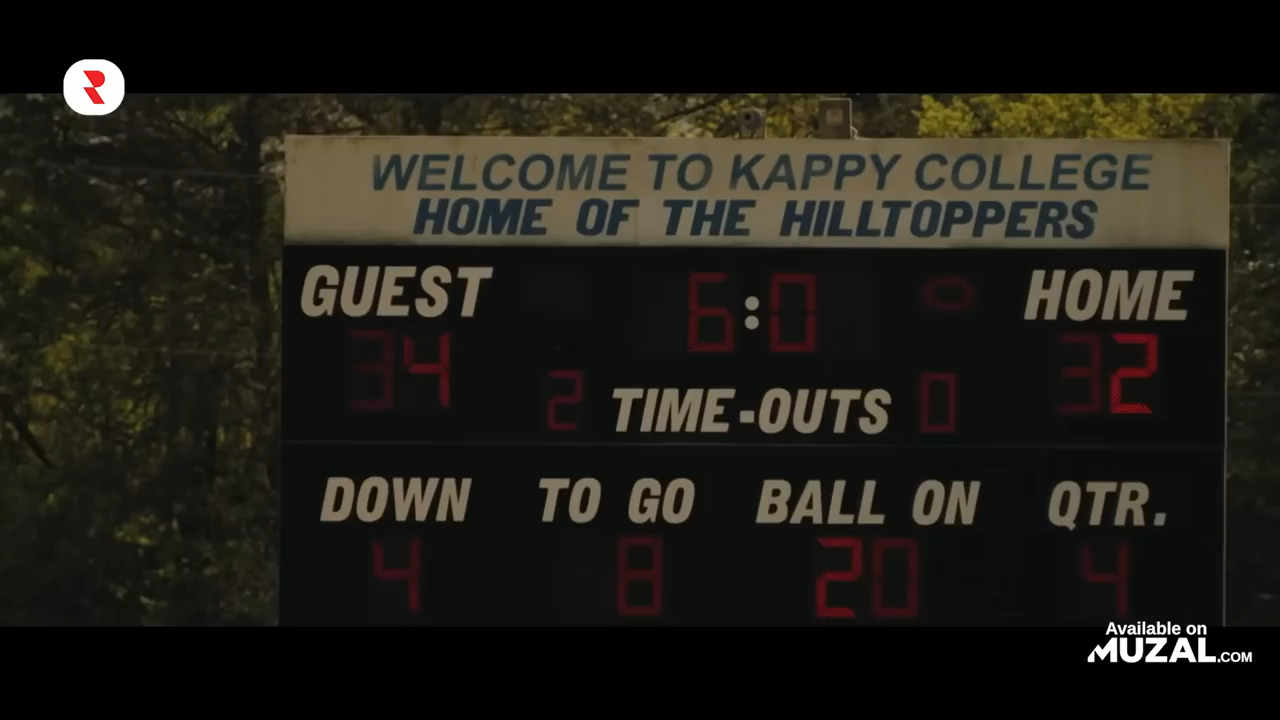 WELCOME TO KAPPY COLLEGE
HOME OF THE HILLTOPPERS
GUEST 6:0 HOME
34 32
2 TIME-OUTS 0
DOWN TO GO BALL ON QTR.
4 8 20 4
Available on
MUZAL.COM